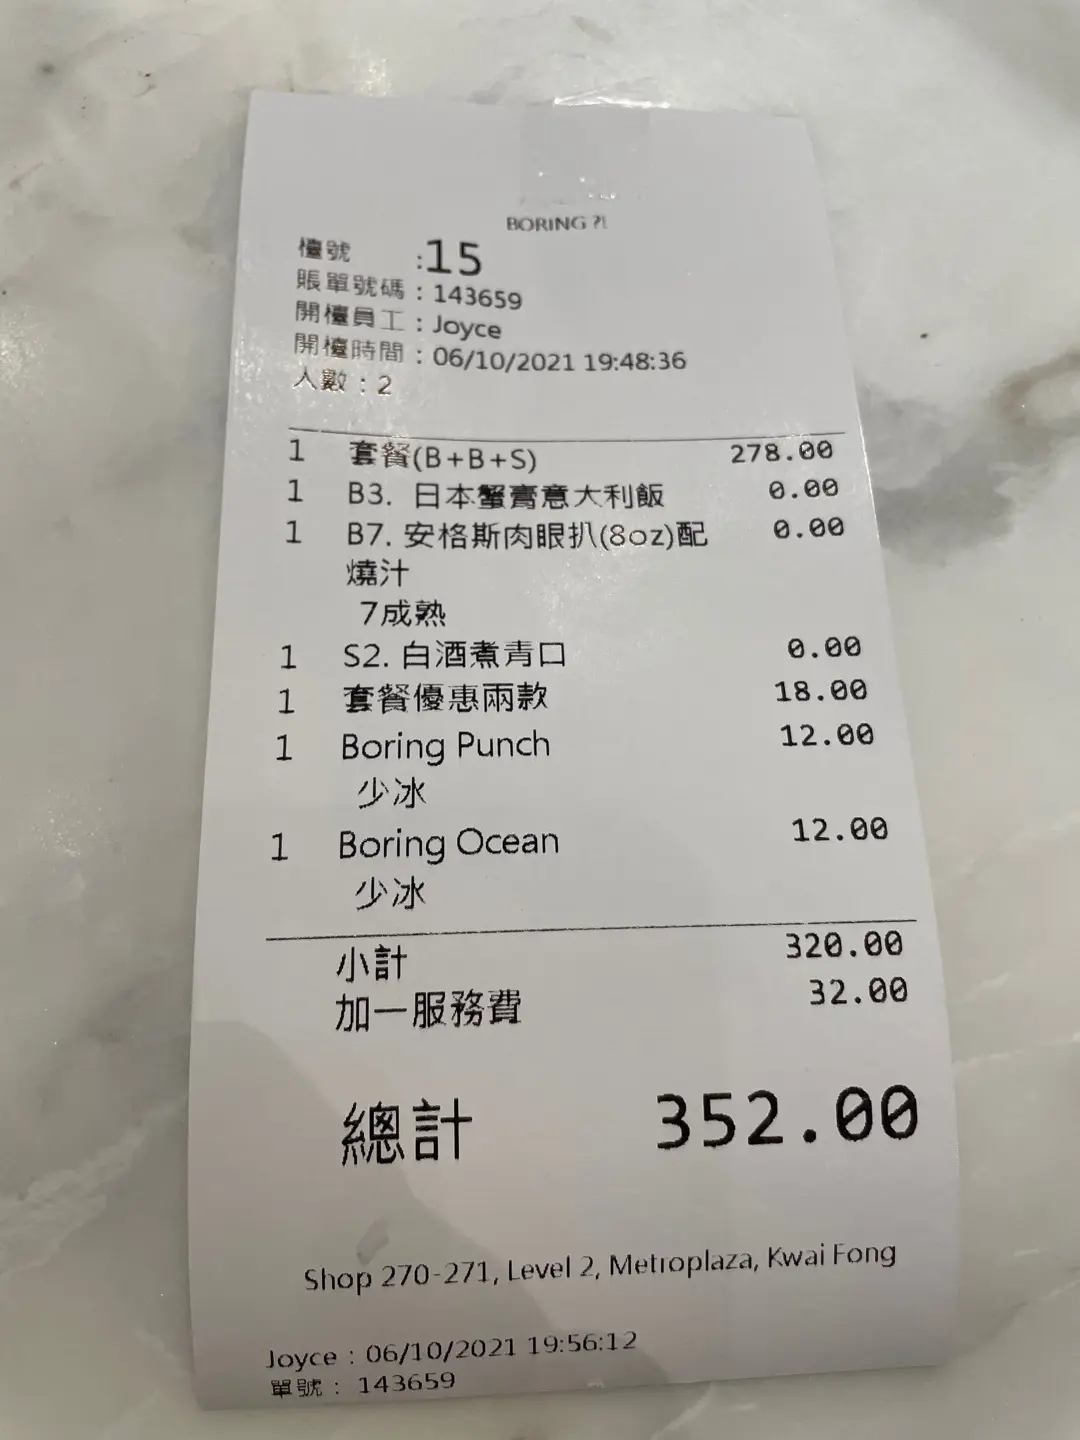 BORING ?!
檯號 :15
賬單號碼 : 143659
開檯員工 : Joyce
開檯時間 : 06/10/2021 19:48:36
人數 : 2
1 套餐(B+B+S) 278.00
1 B3. 日本蟹膏意大利飯 0.00
1 B7. 安格斯肉眼扒(8oz)配 0.00
燒汁
7成熟
1 S2. 白酒煮青口 0.00
1 套餐優惠兩款 18.00
1 Boring Punch 12.00
少冰
1 Boring Ocean 12.00
少冰
小計 320.00
加一服務費 32.00
總計 352.00
Shop 270-271, Level 2, Metroplaza, Kwai Fong
Joyce : 06/10/2021 19:56:12
單號 : 143659